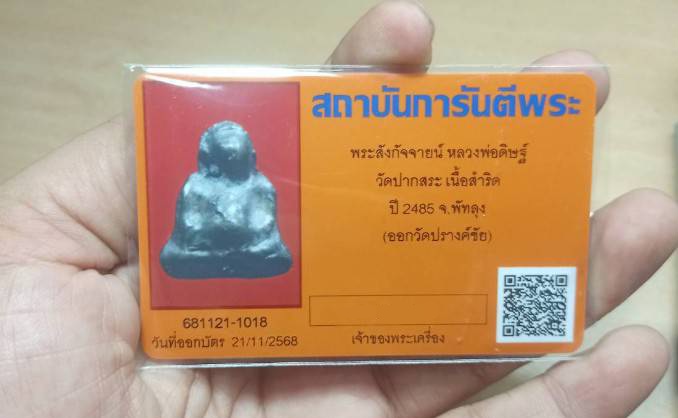 สถาบันการันตีพระ
พระสังกัจจายน์ หลวงพ่อดิษฐ์
วัดปากสระ เนื้อสำริด
ปี 2485 จ.พัทลุง
(ออกวัดปรางค์ชัย)
681121-1018
วันที่ออกบัตร 21/11/2568
เจ้าของพระเครื่อง